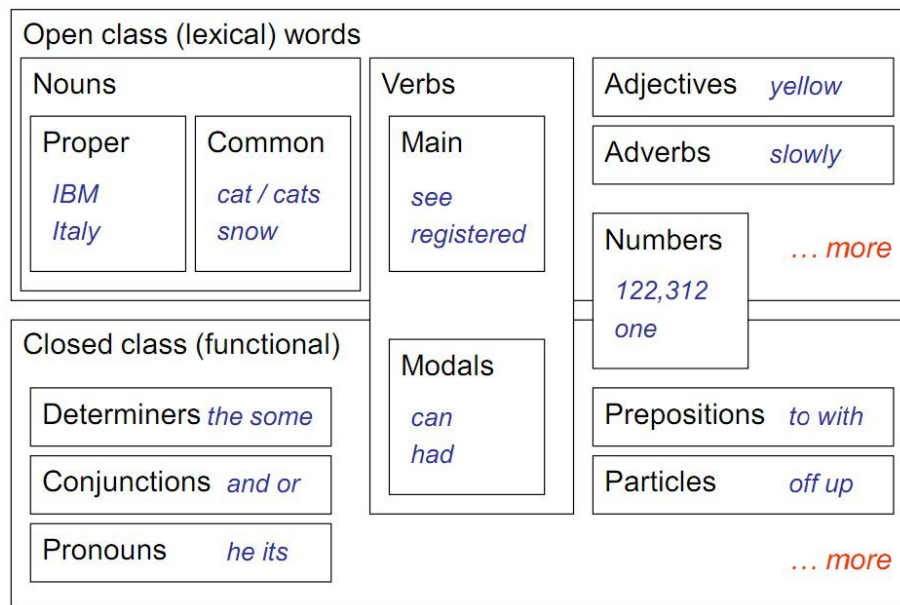 Open class (lexical) words
Nouns
Proper
IBM
Italy
Common
cat / cats
snow
Verbs
Main
see
registered
Adjectives yellow
Adverbs slowly
Numbers
122,312
one
… more
Closed class (functional)
Determiners the some
Conjunctions and or
Pronouns he its
Modals
can
had
Prepositions to with
Particles off up
… more